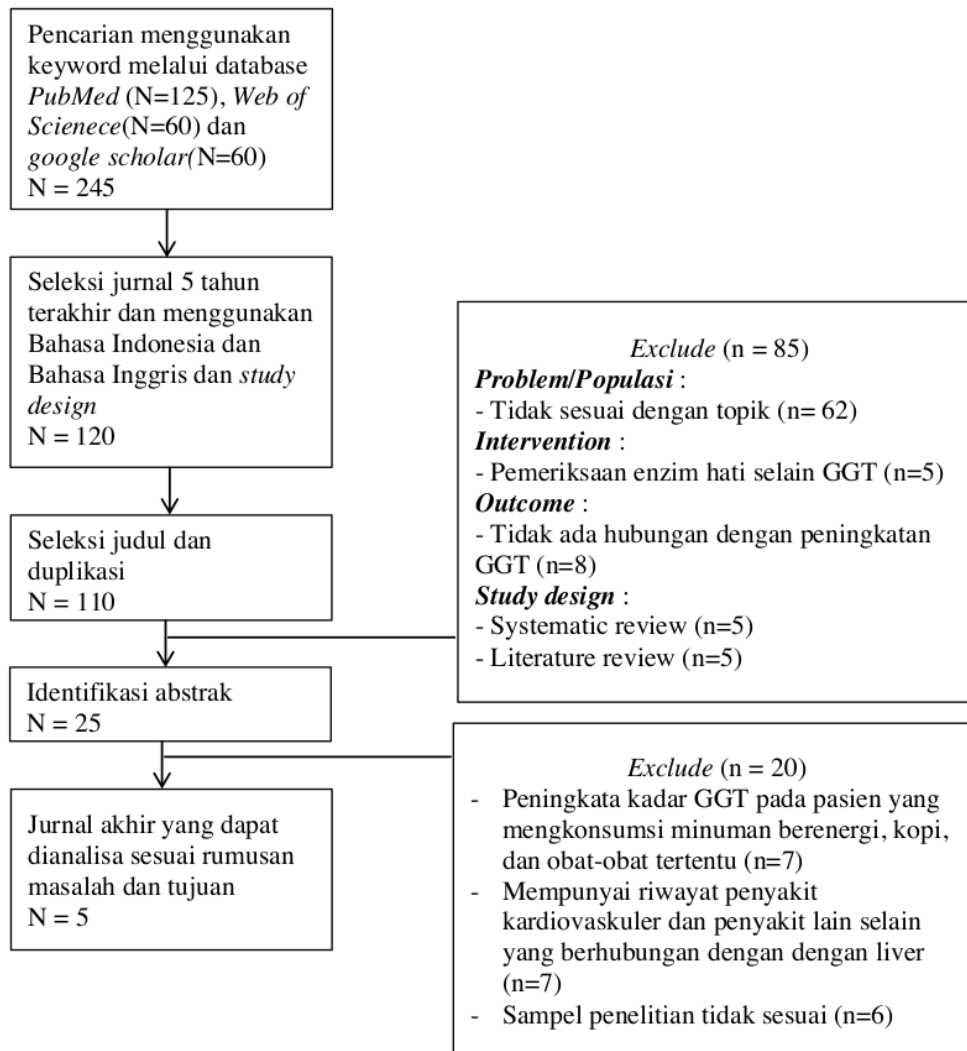 Pencarian menggunakan
keyword melalui database
PubMed (N=125), Web of
Scienece(N=60) dan
google scholar(N=60)
N = 245
Seleksi jurnal 5 tahun
terakhir dan menggunakan
Bahasa Indonesia dan
Bahasa Inggris dan study
design
N = 120
Seleksi judul dan
duplikasi
N = 110
Exclude (n = 85)
Problem/Populasi :
- Tidak sesuai dengan topik (n= 62)
Intervention :
- Pemeriksaan enzim hati selain GGT (n=5)
Outcome :
- Tidak ada hubungan dengan peningkatan
GGT (n=8)
Study design :
- Systematic review (n=5)
- Literature review (n=5)
Identifikasi abstrak
N = 25
Exclude (n = 20)
- Peningkata kadar GGT pada pasien yang
mengkonsumsi minuman berenergi, kopi,
dan obat-obat tertentu (n=7)
- Mempunyai riwayat penyakit
kardiovaskuler dan penyakit lain selain
yang berhubungan dengan dengan liver
(n=7)
- Sampel penelitian tidak sesuai (n=6)
Jurnal akhir yang dapat
dianalisa sesuai rumusan
masalah dan tujuan
N = 5